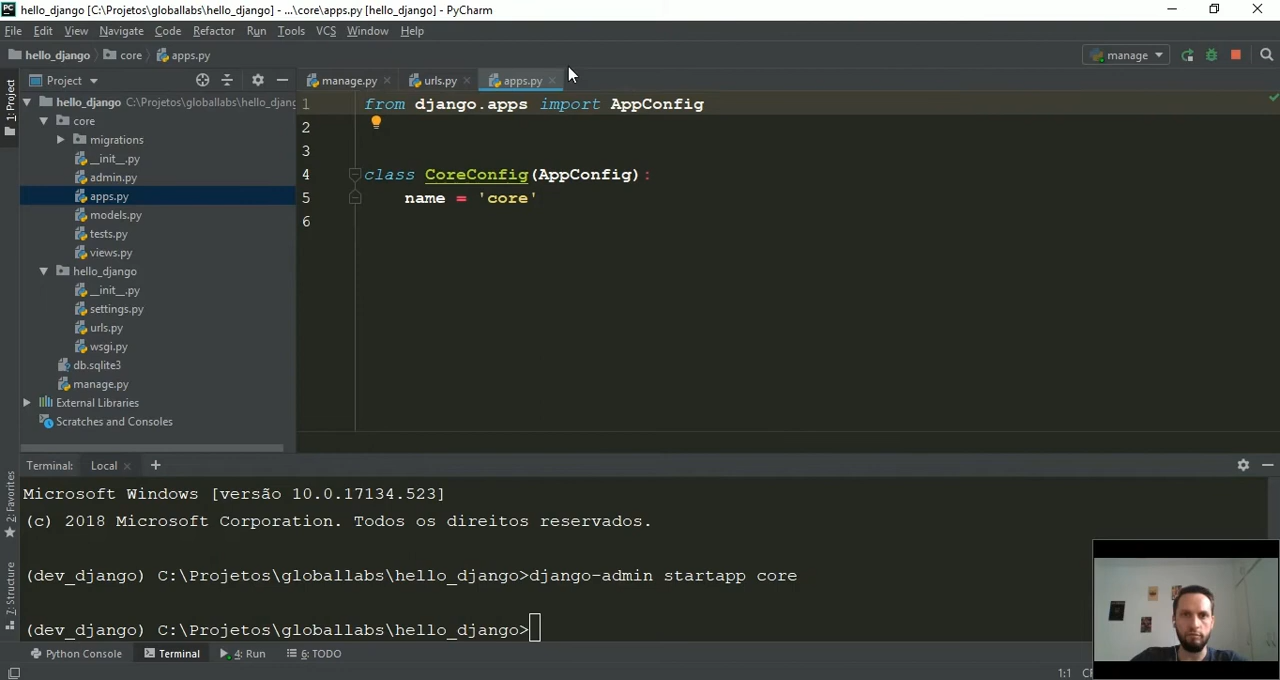 hello_django [C:\Projetos\globallabs\hello_django] - ...\core\apps.py [hello_django] - PyCharm
File Edit View Navigate Code Refactor Run Tools VCS Window Help
hello_django core apps.py manage
1: Project
Project
manage.py urls.py apps.py
hello_django C:\Projetos\globallabs\hello_djang
core
migrations
__init__.py
admin.py
apps.py
models.py
tests.py
views.py
hello_django
__init__.py
settings.py
urls.py
wsgi.py
db.sqlite3
manage.py
External Libraries
Scratches and Consoles
1 from django.apps import AppConfig
2
3
4 class CoreConfig(AppConfig):
5 name = 'core'
6
2: Favorites
7: Structure
Terminal: Local
Microsoft Windows [versão 10.0.17134.523]
(c) 2018 Microsoft Corporation. Todos os direitos reservados.
(dev_django) C:\Projetos\globallabs\hello_django>django-admin startapp core
(dev_django) C:\Projetos\globallabs\hello_django>
Python Console Terminal 4: Run 6: TODO
1:1